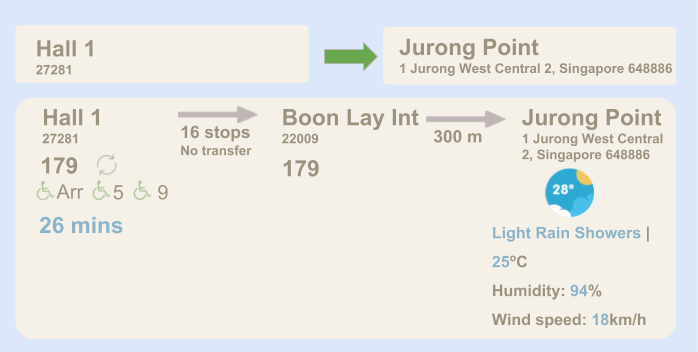 Hall 1
27281
Jurong Point
1 Jurong West Central 2, Singapore 648886
Hall 1
27281
179
Arr 5 9
26 mins
16 stops
No transfer
Boon Lay Int
22009
179
300 m
Jurong Point
1 Jurong West Central
2, Singapore 648886
28°
Light Rain Showers |
25°C
Humidity: 94%
Wind speed: 18km/h